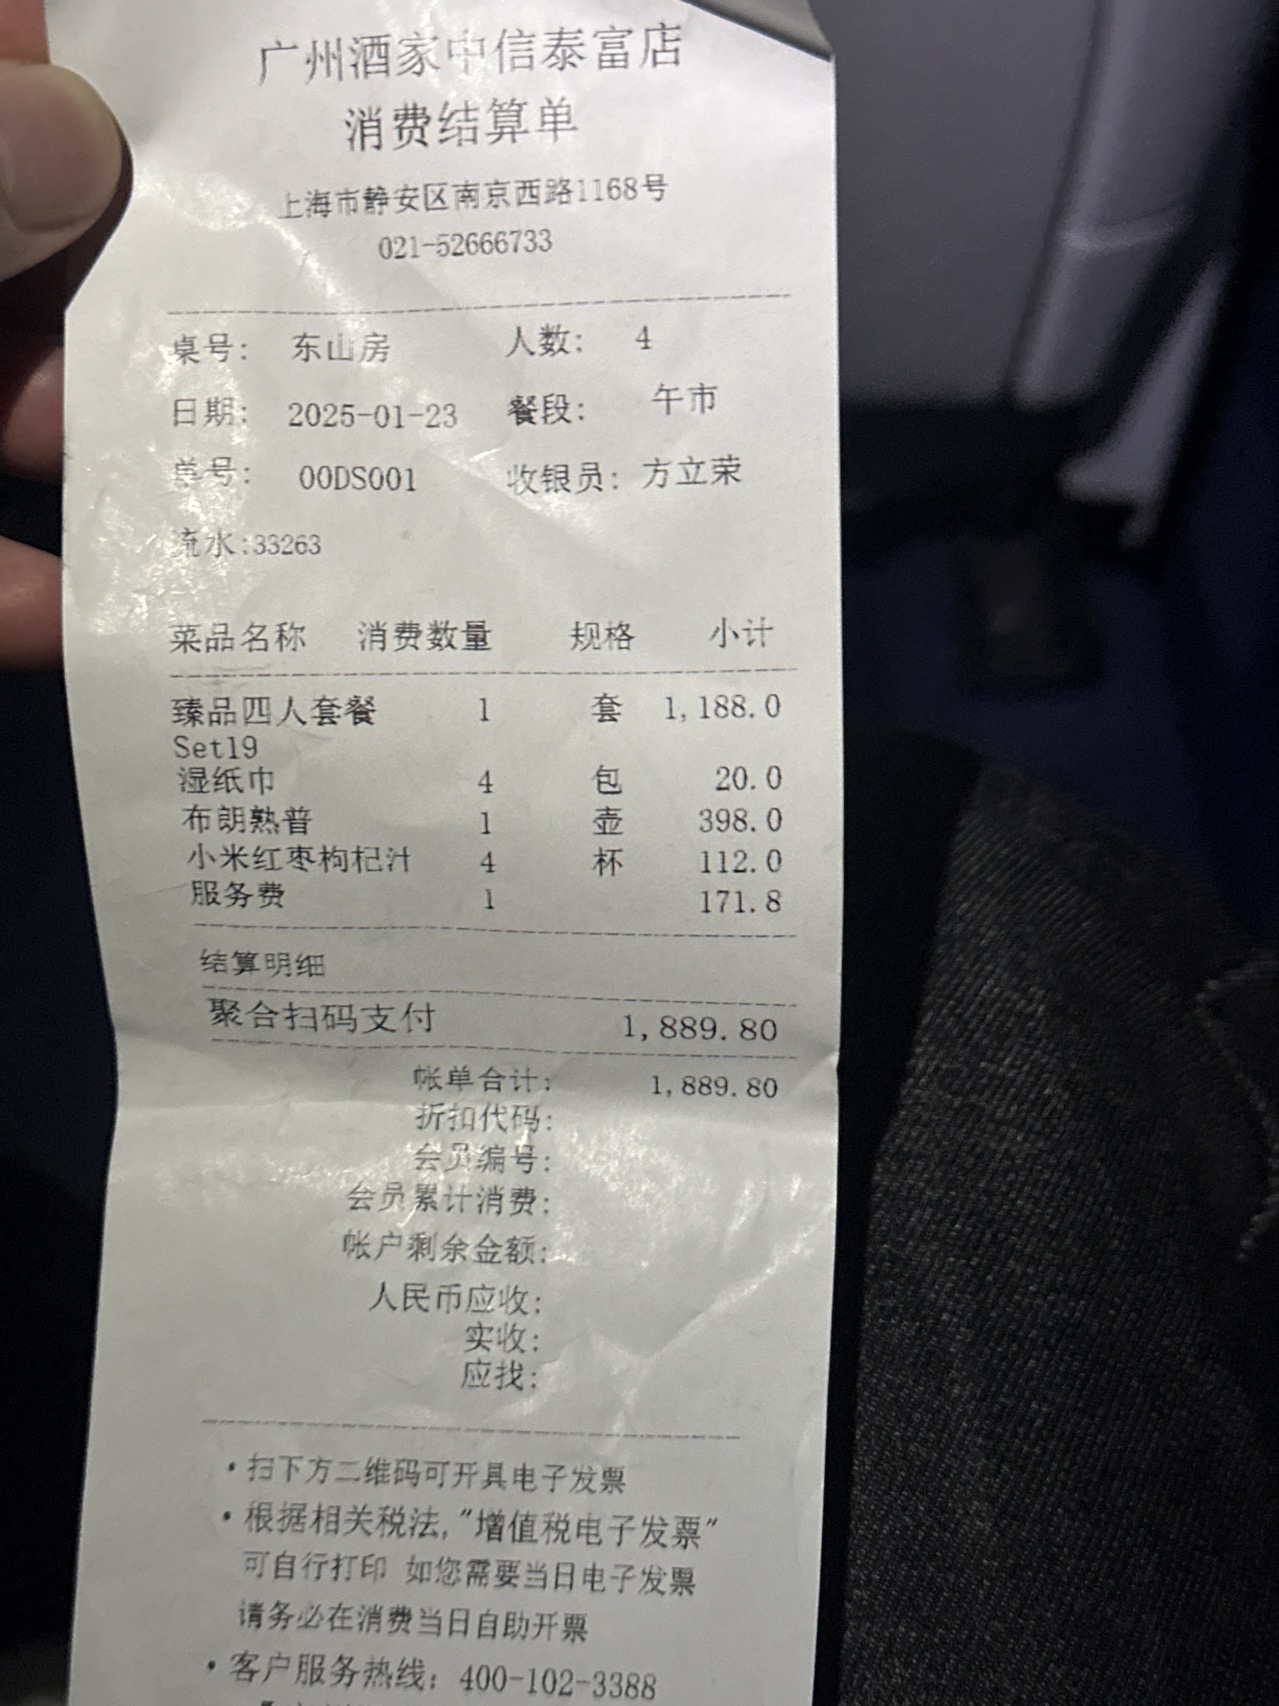 广州酒家中信泰富店
消费结算单
上海市静安区南京西路1168号
021-52666733
桌号: 东山房 人数: 4
日期: 2025-01-23 餐段: 午市
单号: 00DS001 收银员: 方立荣
流水:33263
菜品名称 消费数量 规格 小计
臻品四人套餐 1 套 1,188.0
Set19
湿纸巾 4 包 20.0
布朗熟普 1 壶 398.0
小米红枣枸杞汁 4 杯 112.0
服务费 1 171.8
结算明细
聚合扫码支付 1,889.80
帐单合计: 1,889.80
折扣代码:
会员编号:
会员累计消费:
帐户剩余金额:
人民币应收:
实收:
应找:
·扫下方二维码可开具电子发票
·根据相关税法,"增值税电子发票"
可自行打印 如您需要当日电子发票
请务必在消费当日自助开票
·客户服务热线: 400-102-3388